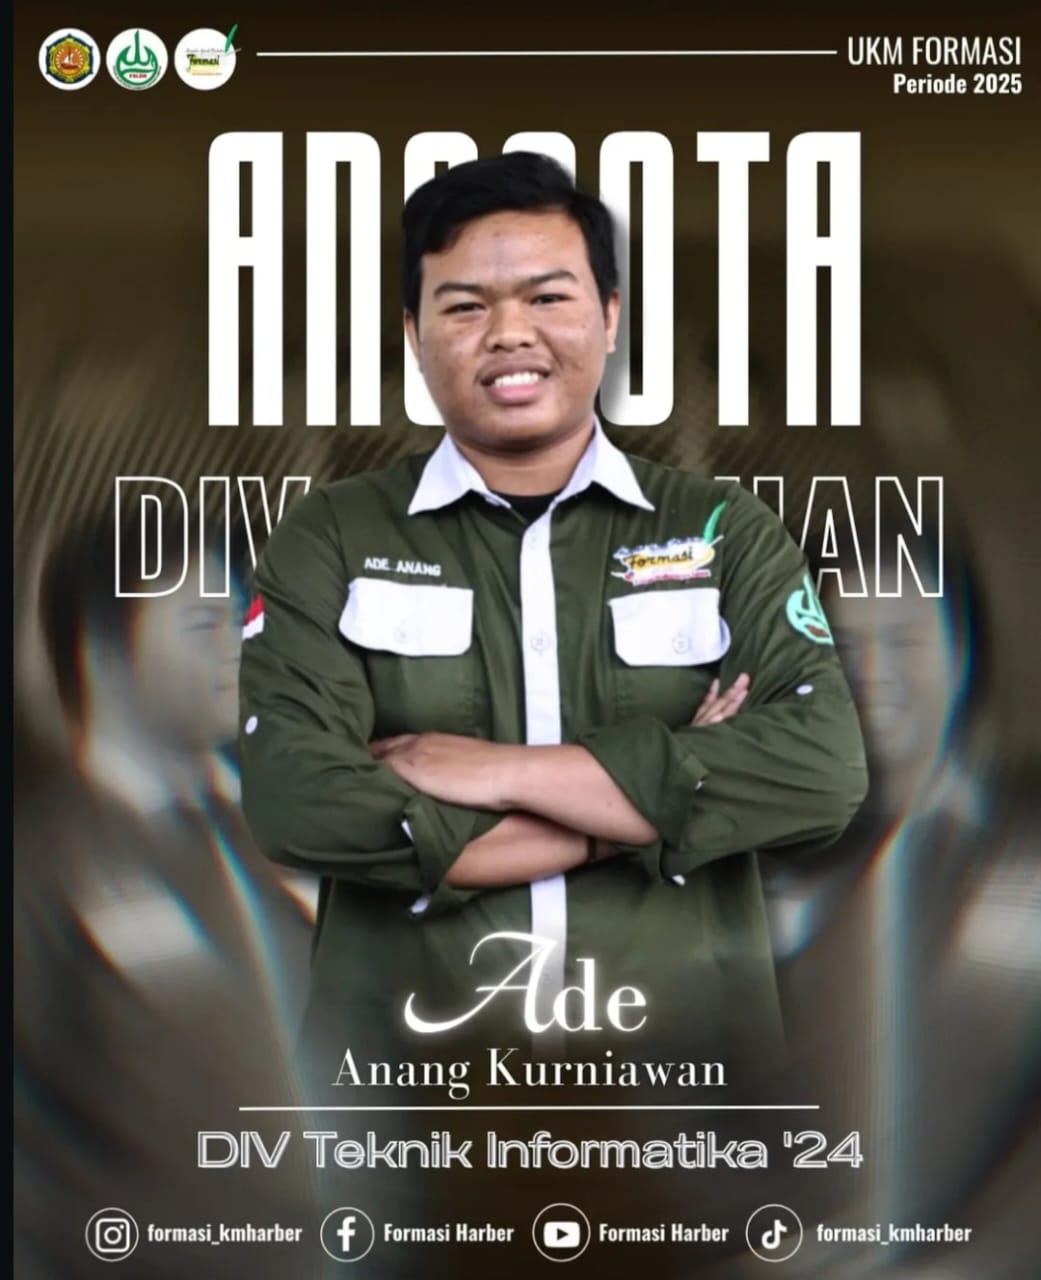 UKM FORMASI
Periode 2025
Formasi
ANGGOTA
DIV
ADE ANANG
Formasi
Ade
Anang Kurniawan
DIV Teknik Informatika '24
formasi_kmharber
Formasi Harber
Formasi Harber
formasi_kmharber